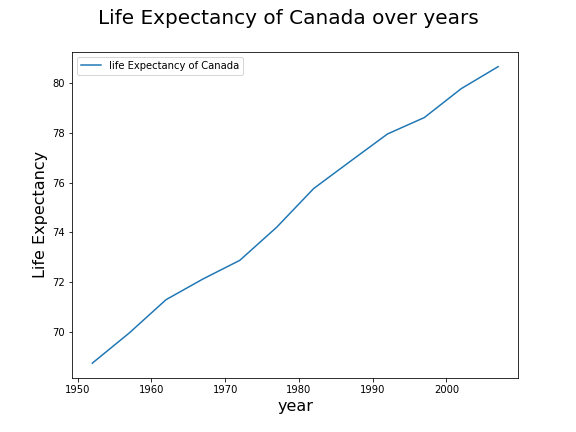 Life Expectancy of Canada over years
life Expectancy of Canada
80
78
76
74
72
70
Life Expectancy
1950 1960 1970 1980 1990 2000
year